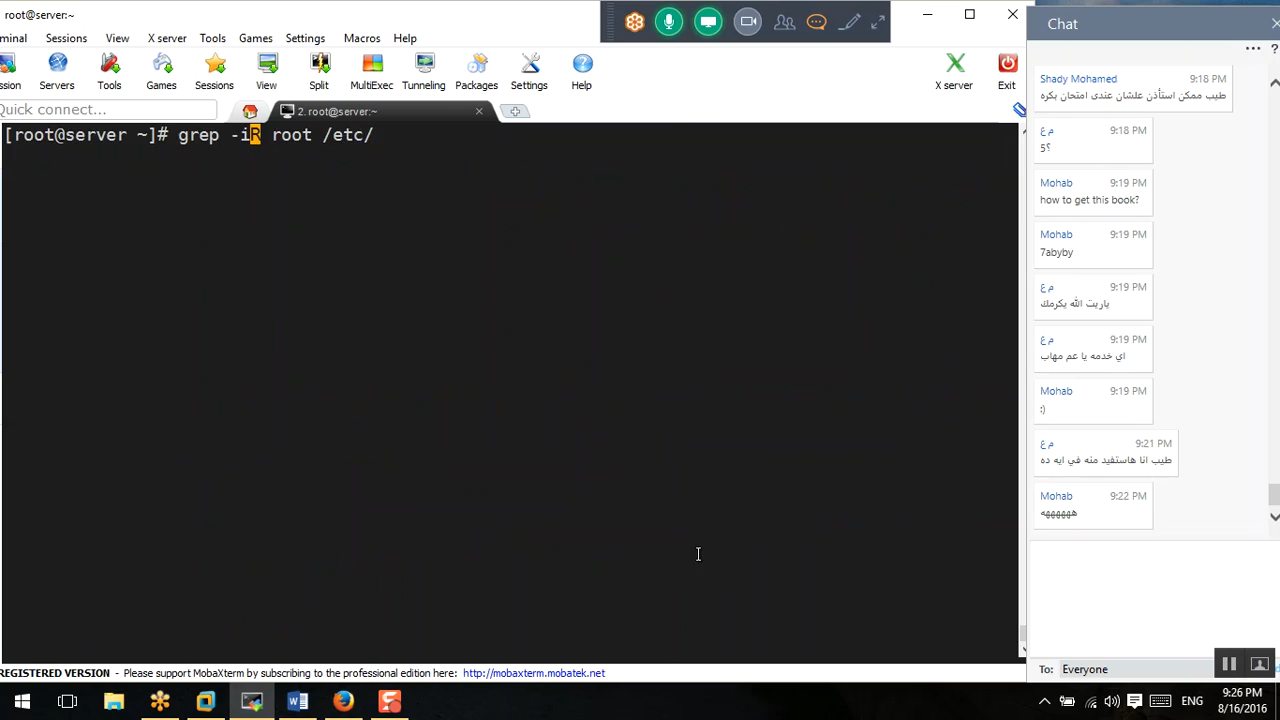 root@server:~
Chat
minal Sessions View X server Tools Games Settings Macros Help
ssion Servers Tools Games Sessions View Split MultiExec Tunneling Packages Settings Help X server Exit
Quick connect...
2. root@server:~
[root@server ~]# grep -iR root /etc/
Shady Mohamed 9:18 PM
طيب ممكن استأذن علشان عندى امتحان بكره
م ع 9:18 PM
5؟
Mohab 9:19 PM
how to get this book?
Mohab 9:19 PM
7abyby
م ع 9:19 PM
ياريت الله يكرمك
م ع 9:19 PM
اي خدمه يا عم مهاب
Mohab 9:19 PM
:)
م ع 9:21 PM
طيب انا هاستفيد منه في ايه ده
Mohab 9:22 PM
ههههههه
To: Everyone
REGISTERED VERSION - Please support MobaXterm by subscribing to the professional edition here: http://mobaxterm.mobatek.net
ENG
9:26 PM
8/16/2016